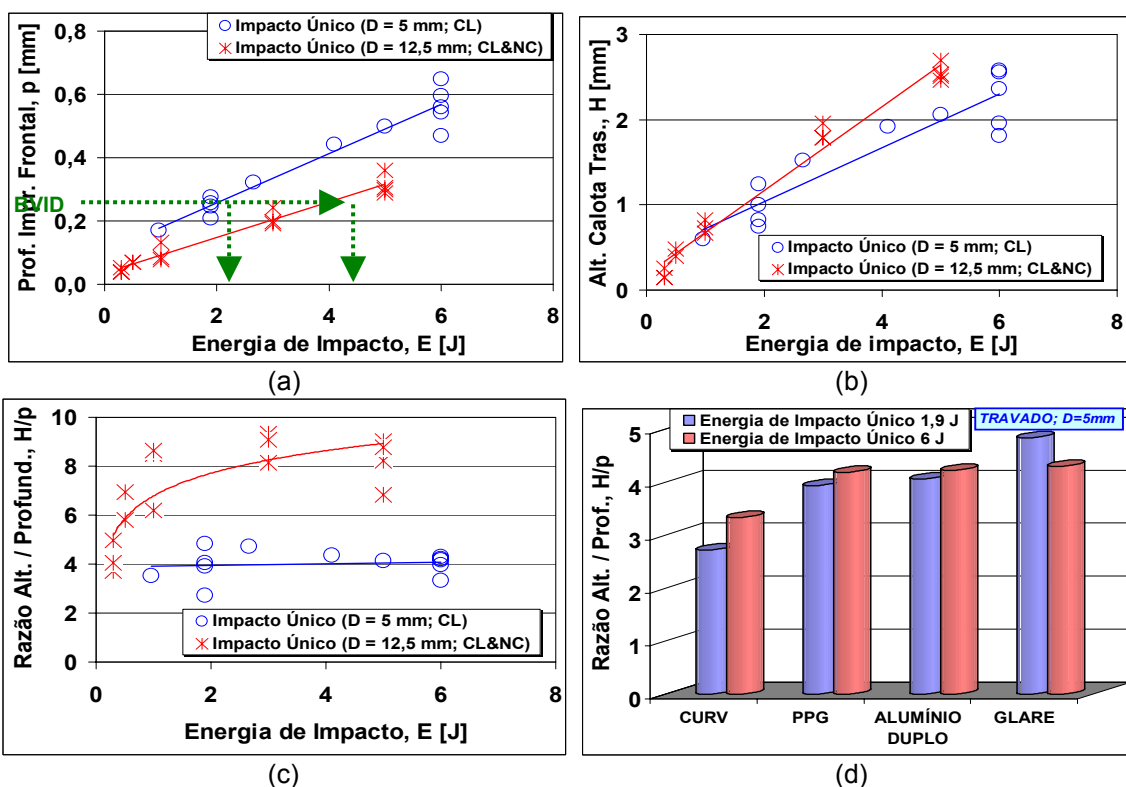 Impacto Único (D = 5 mm; CL)
Impacto Único (D = 12,5 mm; CL&NC)
Prof. Impr. Frontal, p [mm]
0,8
0,6
0,4
0,2
0,0
BVID
0 2 4 6 8
Energia de Impacto, E [J]
(a)
Alt. Calota Tras., H [mm]
3
2
1
0
Impacto Único (D = 5 mm; CL)
Impacto Único (D = 12,5 mm; CL&NC)
0 2 4 6 8
Energia de impacto, E [J]
(b)
Razão Alt. / Profund., H/p
10
8
6
4
2
0
Impacto Único (D = 5 mm; CL)
Impacto Único (D = 12,5 mm; CL&NC)
0 2 4 6 8
Energia de Impacto, E [J]
(c)
Energia de Impacto Único 1,9 J
Energia de Impacto Único 6 J
TRAVADO; D=5mm
Razão Alt. / Prof., H/p
5
4
3
2
1
0
CURV PPG ALUMÍNIO GLARE
DUPLO
(d)